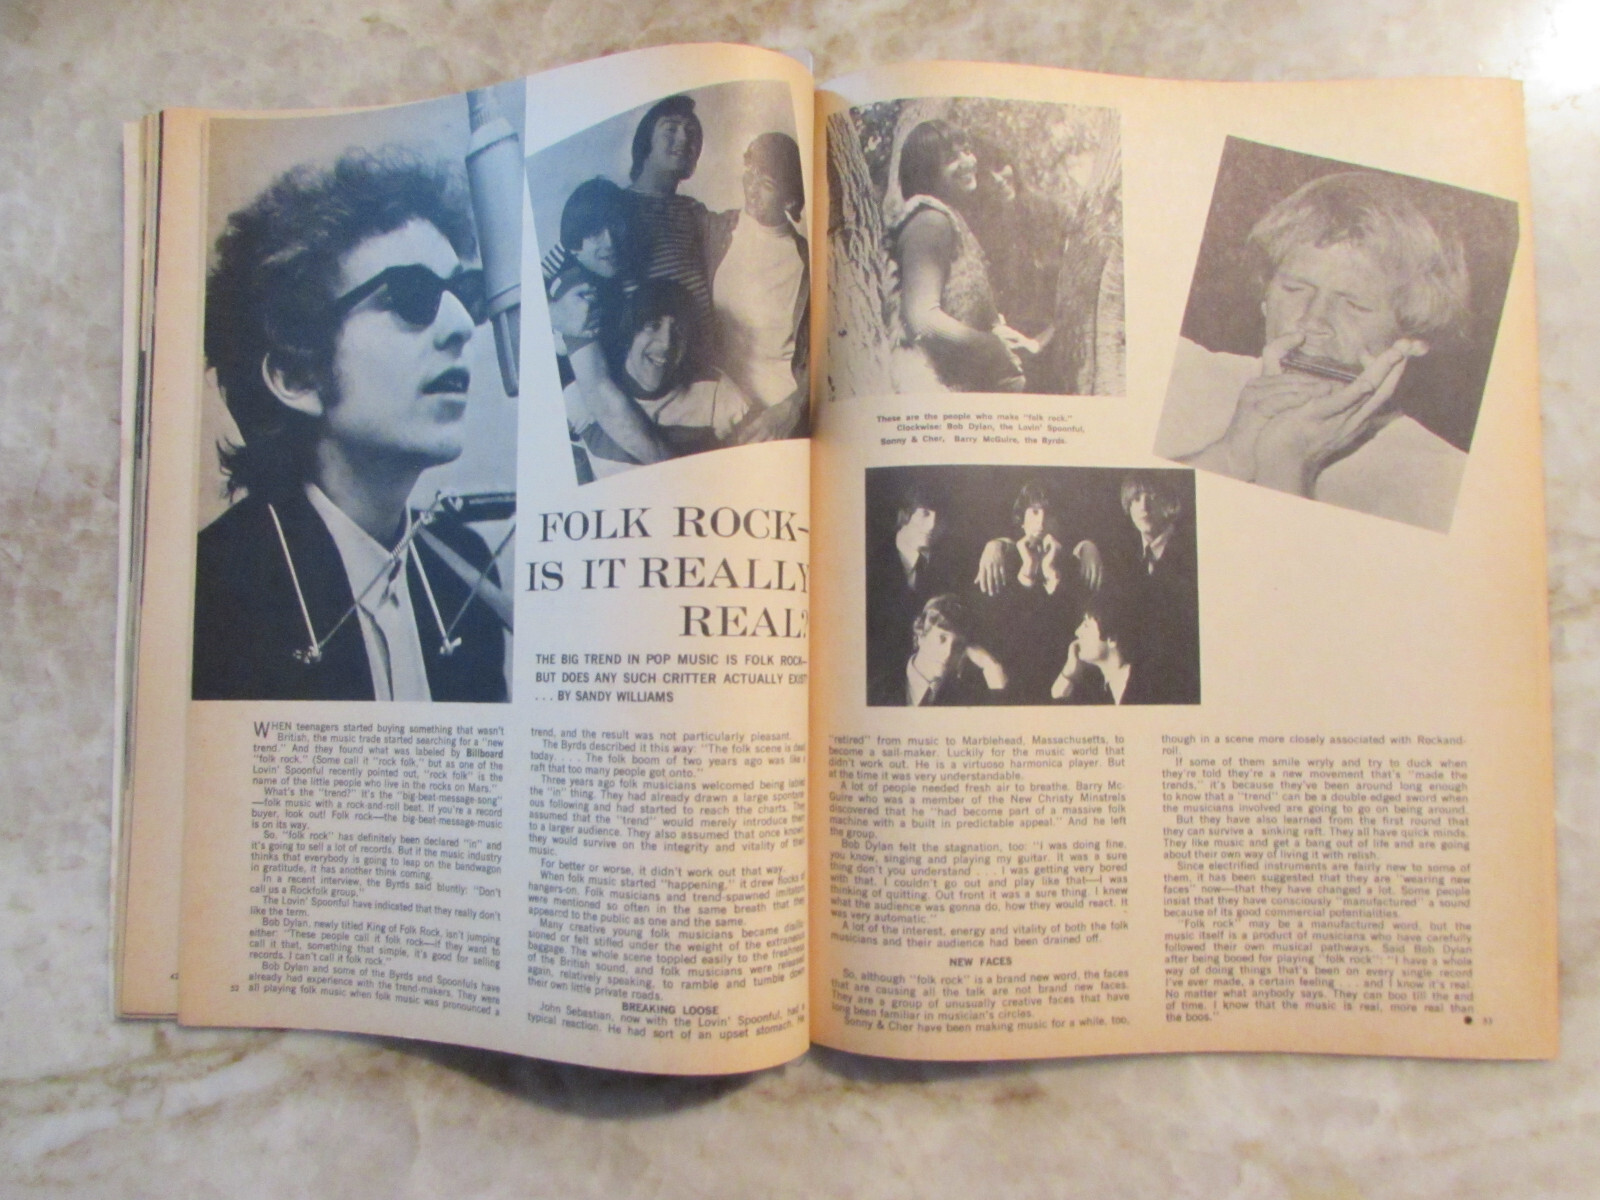 FOLK ROCK—
IS IT REALLY
REAL?
THE BIG TREND IN POP MUSIC IS FOLK ROCK—
BUT DOES ANY SUCH CRITTER ACTUALLY EXIST
. . . BY SANDY WILLIAMS
WHEN teenagers started buying something that wasn't
British, the music trade started searching for a "new
trend." And they found what was labeled by Billboard
"folk rock." (Some call it "rock folk," but as one of the
Lovin' Spoonful recently pointed out, "rock folk" is the
name of the little people who live in the rocks on Mars."
What's the "trend?" It's the "big-beat-message-song"
—folk music with a rock-and-roll beat. If you're a record
buyer, look out! Folk rock—the big-beat-message-music
is on its way.
So, "folk rock" has definitely been declared "in" and
it's going to sell a lot of records. But if the music industry
thinks that everybody is going to leap on the bandwagon
in gratitude, it has another think coming.
In a recent interview, the Byrds said bluntly: "Don't
call us a Rockfolk group."
The Lovin' Spoonful have indicated that they really don't
like the term.
Bob Dylan, newly titled King of Folk Rock, isn't jumping
either: "These people call it folk rock—if they want to
call it that, something that simple, it's good for selling
records. I can't call it folk rock."
Bob Dylan and some of the Byrds and Spoonfuls have
already had experience with the trend-makers. They were
all playing folk music when folk music was pronounced a
42
52
trend, and the result was not particularly pleasant.
The Byrds described it this way: "The folk scene is dead
today. . . . The folk boom of two years ago was like a
raft that too many people got onto."
Three years ago folk musicians welcomed being labeled
the "in" thing. They had already drawn a large
ous following and had started to reach the charts. They
assumed that the "trend" would merely introduce them
to a larger audience. They also assumed that once known
they would survive on the integrity and vitality of their
music.
For better or worse, it didn't work out that way.
When folk music started "happening," it drew flocks of
hangers-on. Folk musicians and trend-spawned imitators
were mentioned so often in the same breath that they
appeared to the public as one and the same.
Many creative young folk musicians became disillu-
sioned or felt stifled under the weight of the extraneous
baggage. The whole scene toppled easily to the freshness
of the British sound, and folk musicians were released
again, relatively speaking, to ramble and tumble down
their own little private roads.
BREAKING LOOSE
John Sebastian, now with the Lovin' Spoonful, had a
typical reaction. He had sort of an upset stomach. He
These are the people who make "folk rock."
Clockwise: Bob Dylan, the Lovin' Spoonful,
Sonny & Cher, Barry McGuire, the Byrds.
"retired" from music to Marblehead, Massachusetts, to
become a sail-maker. Luckily for the music world that
didn't work out. He is a virtuoso harmonica player. But
at the time it was very understandable.
A lot of people needed fresh air to breathe. Barry Mc-
Guire who was a member of the New Christy Minstrels
discovered that he "had become part of a massive folk
machine with a built in predictable appeal." And he left
the group.
Bob Dylan felt the stagnation, too: "I was doing fine,
you know, singing and playing my guitar. It was a sure
thing don't you understand . . . I was getting very bored
with that. I couldn't go out and play like that—I was
thinking of quitting. Out front it was a sure thing. I knew
what the audience was gonna do, how they would react. It
was very automatic."
A lot of the interest, energy and vitality of both the folk
musicians and their audience had been drained off.
NEW FACES
So, although "folk rock" is a brand new word, the faces
that are causing all the talk are not brand new faces.
They are a group of unusually creative faces that have
long been familiar in musician's circles.
Sonny & Cher have been making music for a while, too,
though in a scene more closely associated with Rockand-
roll.
If some of them smile wryly and try to duck when
they're told they're a new movement that's "made the
trends," it's because they've been around long enough
to know that a "trend" can be a double edged sword when
the musicians involved are going to go on being around.
But they have also learned from the first round that
they can survive a sinking raft. They all have quick minds.
They like music and get a bang out of life and are going
about their own way of living it with relish.
Since electrified instruments are fairly new to some of
them, it has been suggested that they are "wearing new
faces" now—that they have changed a lot. Some people
insist that they have consciously "manufactured" a sound
because of its good commercial potentialities.
"Folk rock" may be a manufactured word, but the
music itself is a product of musicians who have carefully
followed their own musical pathways. Said Bob Dylan
after being booed for playing "folk rock": "I have a whole
way of doing things that's been on every single record
I've ever made, a certain feeling . . . and I know it's real.
No matter what anybody says. They can boo till the end
of time. I know that the music is real, more real than
the boos."
53